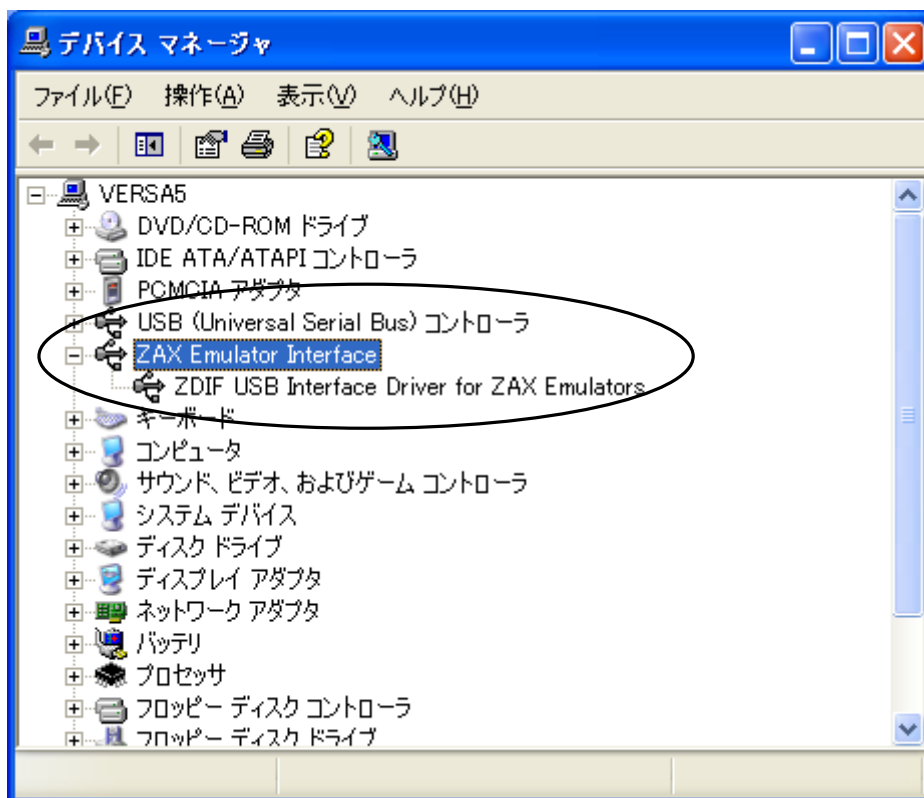 デバイス マネージャ
ファイル(F) 操作(A) 表示(V) ヘルプ(H)
VERSA5
DVD/CD-ROM ドライブ
IDE ATA/ATAPI コントローラ
PCMCIA アダプタ
USB (Universal Serial Bus) コントローラ
ZAX Emulator Interface
ZDIF USB Interface Driver for ZAX Emulators
キーボード
コンピュータ
サウンド、ビデオ、およびゲーム コントローラ
システム デバイス
ディスク ドライブ
ディスプレイ アダプタ
ネットワーク アダプタ
バッテリ
プロセッサ
フロッピー ディスク コントローラ
フロッピー ディスク ドライブ